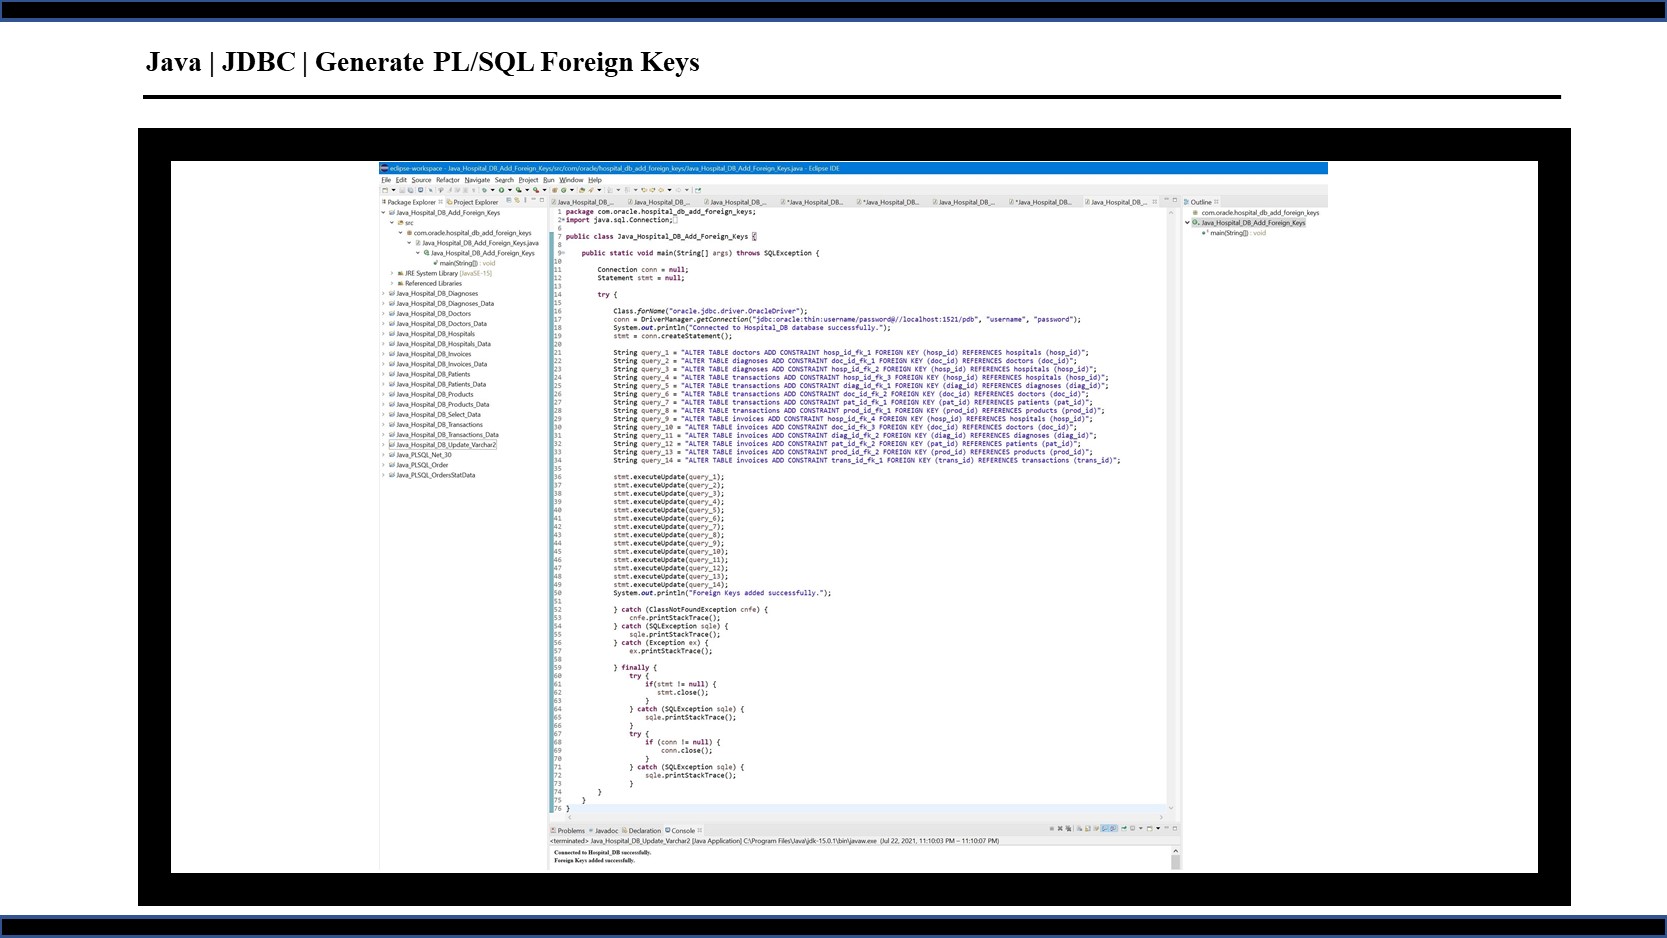 Java | JDBC | Generate PL/SQL Foreign Keys
eclipse-workspace - Java_Hospital_DB_Add_Foreign_Keys/src/com/oracle/hospital_db_add_foreign_keys/Java_Hospital_DB_Add_Foreign_Keys.java - Eclipse IDE
File Edit Source Refactor Navigate Search Project Run Window Help
Package Explorer Project Explorer
Java_Hospital_DB_Add_Foreign_Keys
src
com.oracle.hospital_db_add_foreign_keys
Java_Hospital_DB_Add_Foreign_Keys.java
Java_Hospital_DB_Add_Foreign_Keys
main(String[]) : void
JRE System Library [JavaSE-15]
Referenced Libraries
Java_Hospital_DB_Diagnoses
Java_Hospital_DB_Diagnoses_Data
Java_Hospital_DB_Doctors
Java_Hospital_DB_Doctors_Data
Java_Hospital_DB_Hospitals
Java_Hospital_DB_Hospitals_Data
Java_Hospital_DB_Invoices
Java_Hospital_DB_Invoices_Data
Java_Hospital_DB_Patients
Java_Hospital_DB_Patients_Data
Java_Hospital_DB_Products
Java_Hospital_DB_Products_Data
Java_Hospital_DB_Select_Data
Java_Hospital_DB_Transactions
Java_Hospital_DB_Transactions_Data
Java_Hospital_DB_Update_Varchar2
Java_PLSQL_Net_30
Java_PLSQL_Order
Java_PLSQL_OrdersStatData
Java_Hospital_DB_... Java_Hospital_DB_... Java_Hospital_DB_... *Java_Hospital_DB... *Java_Hospital_DB... Java_Hospital_DB_... *Java_Hospital_DB... Java_Hospital_DB_...
1 package com.oracle.hospital_db_add_foreign_keys;
2 import java.sql.Connection;
6
7 public class Java_Hospital_DB_Add_Foreign_Keys {
8
9 public static void main(String[] args) throws SQLException {
10
11 Connection conn = null;
12 Statement stmt = null;
13
14 try {
15
16 Class.forName("oracle.jdbc.driver.OracleDriver");
17 conn = DriverManager.getConnection("jdbc:oracle:thin:username/password@//localhost:1521/pdb", "username", "password");
18 System.out.println("Connected to Hospital_DB database successfully.");
19 stmt = conn.createStatement();
20
21 String query_1 = "ALTER TABLE doctors ADD CONSTRAINT hosp_id_fk_1 FOREIGN KEY (hosp_id) REFERENCES hospitals (hosp_id)";
22 String query_2 = "ALTER TABLE diagnoses ADD CONSTRAINT doc_id_fk_1 FOREIGN KEY (doc_id) REFERENCES doctors (doc_id)";
23 String query_3 = "ALTER TABLE diagnoses ADD CONSTRAINT hosp_id_fk_2 FOREIGN KEY (hosp_id) REFERENCES hospitals (hosp_id)";
24 String query_4 = "ALTER TABLE transactions ADD CONSTRAINT hosp_id_fk_3 FOREIGN KEY (hosp_id) REFERENCES hospitals (hosp_id)";
25 String query_5 = "ALTER TABLE transactions ADD CONSTRAINT diag_id_fk_1 FOREIGN KEY (diag_id) REFERENCES diagnoses (diag_id)";
26 String query_6 = "ALTER TABLE transactions ADD CONSTRAINT doc_id_fk_2 FOREIGN KEY (doc_id) REFERENCES doctors (doc_id)";
27 String query_7 = "ALTER TABLE transactions ADD CONSTRAINT pat_id_fk_1 FOREIGN KEY (pat_id) REFERENCES patients (pat_id)";
28 String query_8 = "ALTER TABLE transactions ADD CONSTRAINT prod_id_fk_1 FOREIGN KEY (prod_id) REFERENCES products (prod_id)";
29 String query_9 = "ALTER TABLE invoices ADD CONSTRAINT hosp_id_fk_4 FOREIGN KEY (hosp_id) REFERENCES hospitals (hosp_id)";
30 String query_10 = "ALTER TABLE invoices ADD CONSTRAINT doc_id_fk_3 FOREIGN KEY (doc_id) REFERENCES doctors (doc_id)";
31 String query_11 = "ALTER TABLE invoices ADD CONSTRAINT diag_id_fk_2 FOREIGN KEY (diag_id) REFERENCES diagnoses (diag_id)";
32 String query_12 = "ALTER TABLE invoices ADD CONSTRAINT pat_id_fk_2 FOREIGN KEY (pat_id) REFERENCES patients (pat_id)";
33 String query_13 = "ALTER TABLE invoices ADD CONSTRAINT prod_id_fk_2 FOREIGN KEY (prod_id) REFERENCES products (prod_id)";
34 String query_14 = "ALTER TABLE invoices ADD CONSTRAINT trans_id_fk_1 FOREIGN KEY (trans_id) REFERENCES transactions (trans_id)";
35
36 stmt.executeUpdate(query_1);
37 stmt.executeUpdate(query_2);
38 stmt.executeUpdate(query_3);
39 stmt.executeUpdate(query_4);
40 stmt.executeUpdate(query_5);
41 stmt.executeUpdate(query_6);
42 stmt.executeUpdate(query_7);
43 stmt.executeUpdate(query_8);
44 stmt.executeUpdate(query_9);
45 stmt.executeUpdate(query_10);
46 stmt.executeUpdate(query_11);
47 stmt.executeUpdate(query_12);
48 stmt.executeUpdate(query_13);
49 stmt.executeUpdate(query_14);
50 System.out.println("Foreign Keys added successfully.");
51
52 } catch (ClassNotFoundException cnfe) {
53 cnfe.printStackTrace();
54 } catch (SQLException sqle) {
55 sqle.printStackTrace();
56 } catch (Exception ex) {
57 ex.printStackTrace();
58
59 } finally {
60 try {
61 if(stmt != null) {
62 stmt.close();
63 }
64 } catch (SQLException sqle) {
65 sqle.printStackTrace();
66 }
67 try {
68 if (conn != null) {
69 conn.close();
70 }
71 } catch (SQLException sqle) {
72 sqle.printStackTrace();
73 }
74 }
75 }
76 }
Outline
com.oracle.hospital_db_add_foreign_keys
Java_Hospital_DB_Add_Foreign_Keys
main(String[]) : void
Problems Javadoc Declaration Console
<terminated> Java_Hospital_DB_Update_Varchar2 [Java Application] C:\Program Files\Java\jdk-15.0.1\bin\javaw.exe (Jul 22, 2021, 11:10:03 PM – 11:10:07 PM)
Connected to Hospital_DB successfully.
Foreign Keys added successfully.